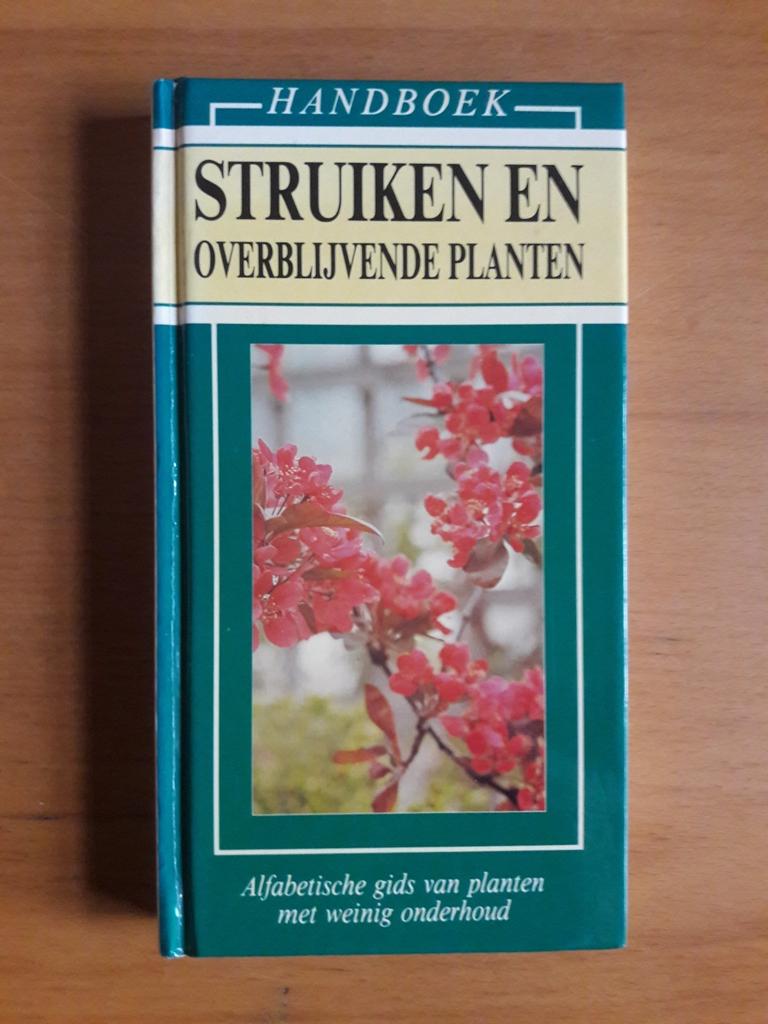 HANDBOEK
STRUIKEN EN
OVERBLIJVENDE PLANTEN
Alfabetische gids van planten
met weinig onderhoud